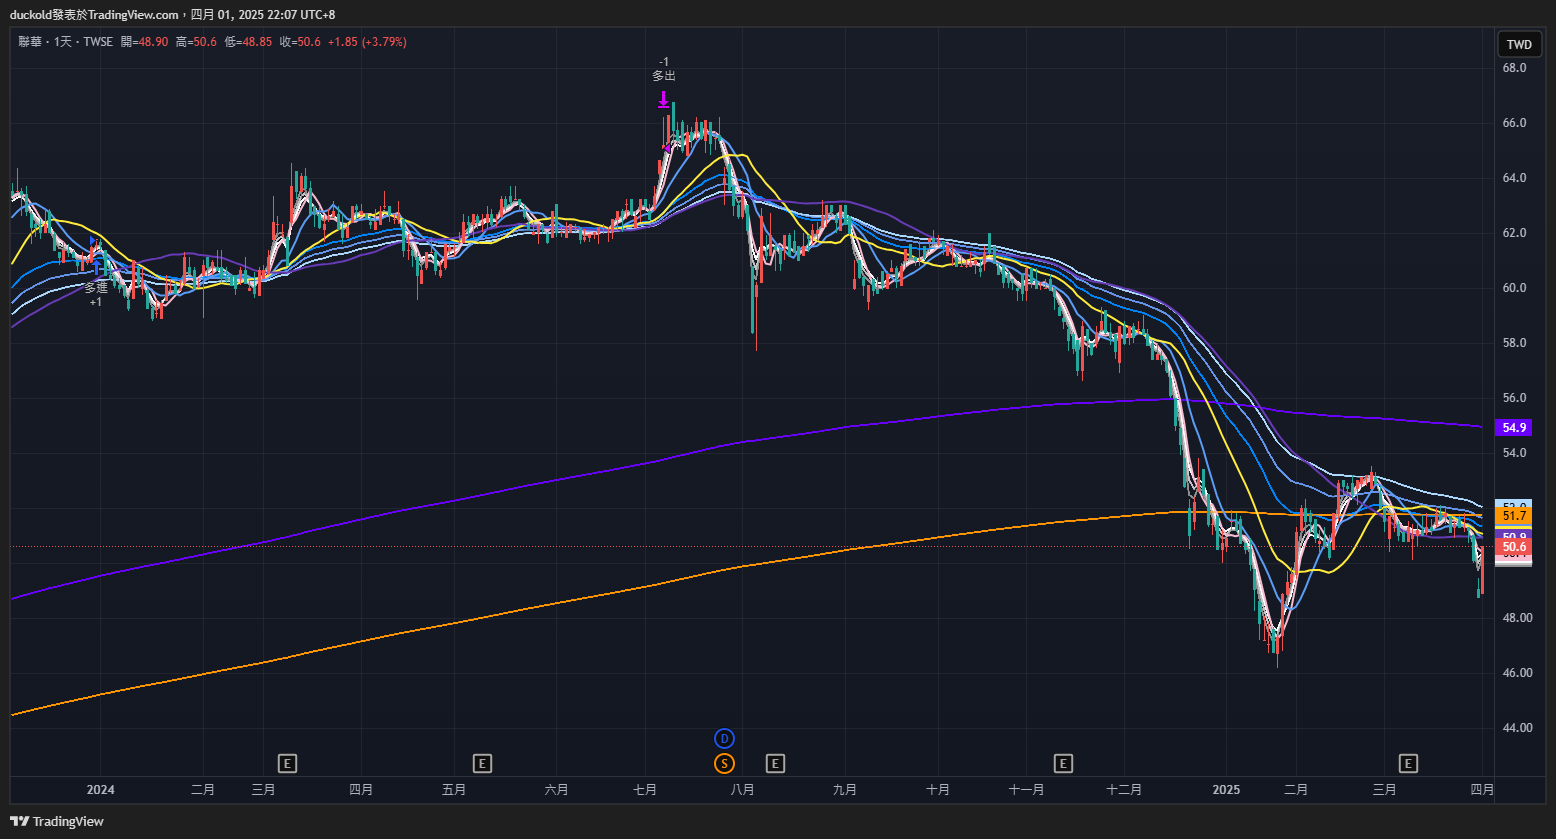 duckold發表於TradingView.com，四月 01, 2025 22:07 UTC+8
聯華・1天・TWSE 開=48.90 高=50.6 低=48.85 收=50.6 +1.85 (+3.79%)
TWD
-1
多出
68.0
66.0
64.0
62.0
多進
+1
60.0
58.0
56.0
54.9
54.0
51.7
50.6
48.00
46.00
44.00
D
E E S E E E
2024 二月 三月 四月 五月 六月 七月 八月 九月 十月 十一月 十二月 2025 二月 三月 四月
TradingView